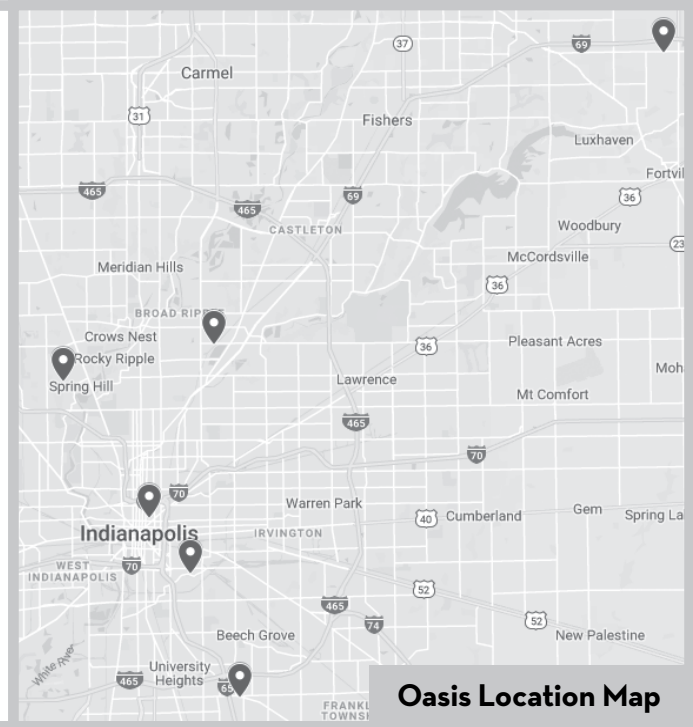 37
69
Carmel
31
Fishers
Luxhaven
465
Fortvil
36
465
69
CASTLETON
Woodbury
23
McCordsville
Meridian Hills
36
BROAD RIPP
Crows Nest
Pleasant Acres
36
Rocky Ripple
Moh
Spring Hill
Lawrence
Mt Comfort
465
70
70
Warren Park
40
Cumberland
Gem
Spring La
Indianapolis
IRVINGTON
70
WEST
INDIANAPOLIS
52
465
52
74
Beech Grove
New Palestine
White River
University
Heights
465
65
Oasis Location Map
FRANKL
TOWNSH